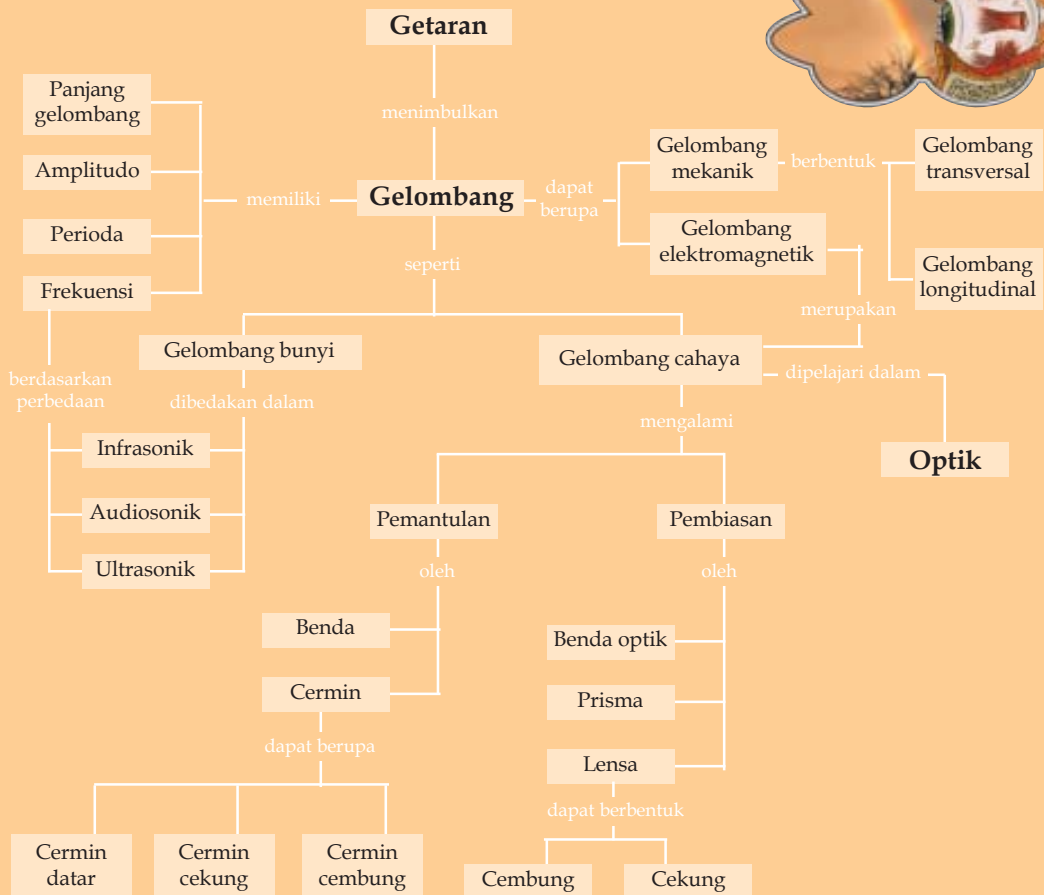 Getaran
menimbulkan
Panjang
gelombang
Amplitudo
Perioda
Frekuensi
memiliki
Gelombang
dapat
berupa
Gelombang
mekanik
berbentuk
Gelombang
transversal
Gelombang
longitudinal
Gelombang
elektromagnetik
merupakan
seperti
Gelombang bunyi
Gelombang cahaya
dipelajari dalam
Optik
berdasarkan
perbedaan
dibedakan dalam
Infrasonik
Audiosonik
Ultrasonik
mengalami
Pemantulan
Pembiasan
oleh
oleh
Benda
Cermin
dapat berupa
Cermin
datar
Cermin
cekung
Cermin
cembung
Benda optik
Prisma
Lensa
dapat berbentuk
Cembung
Cekung